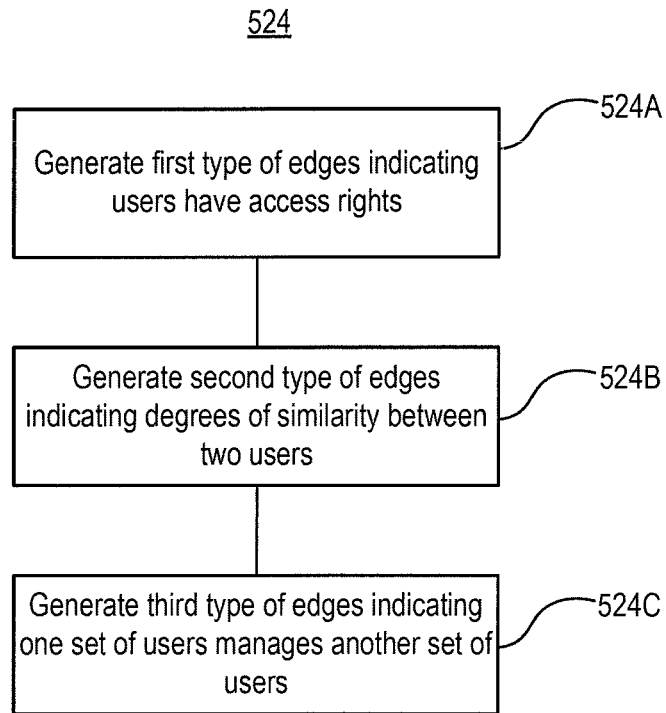 524
524A
Generate first type of edges indicating
users have access rights
524B
Generate second type of edges
indicating degrees of similarity between
two users
524C
Generate third type of edges indicating
one set of users manages another set of
users